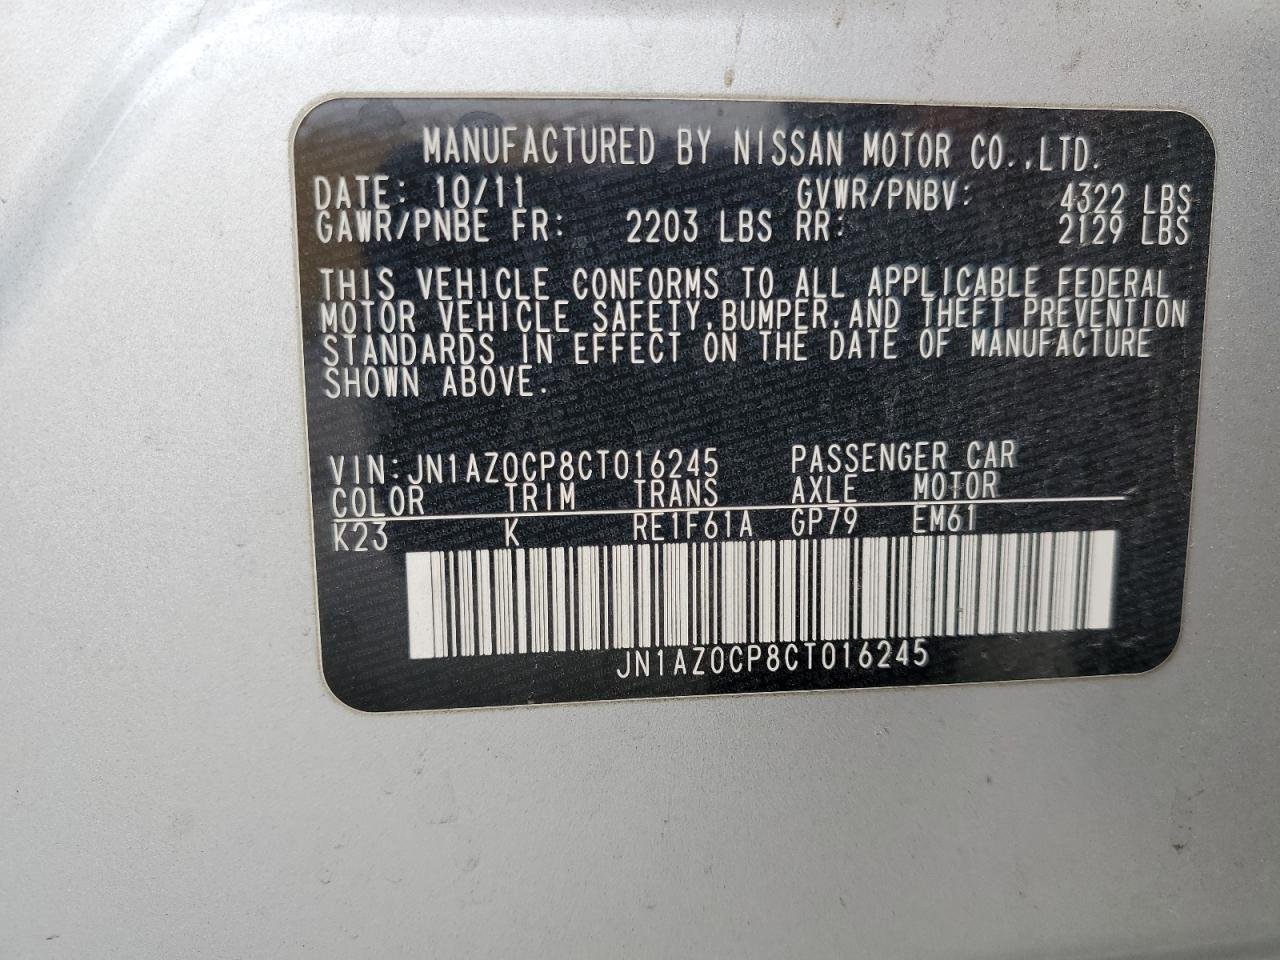 MANUFACTURED BY NISSAN MOTOR CO.,LTD.
DATE: 10/11 GVWR/PNBV: 4322 LBS
GAWR/PNBE FR: 2203 LBS RR: 2129 LBS
THIS VEHICLE CONFORMS TO ALL APPLICABLE FEDERAL
MOTOR VEHICLE SAFETY,BUMPER,AND THEFT PREVENTION
STANDARDS IN EFFECT ON THE DATE OF MANUFACTURE
SHOWN ABOVE.
VIN:JN1AZ0CP8CT016245 PASSENGER CAR
COLOR TRIM TRANS AXLE MOTOR
K23 K RE1F61A GP79 EM61
JN1AZ0CP8CT016245